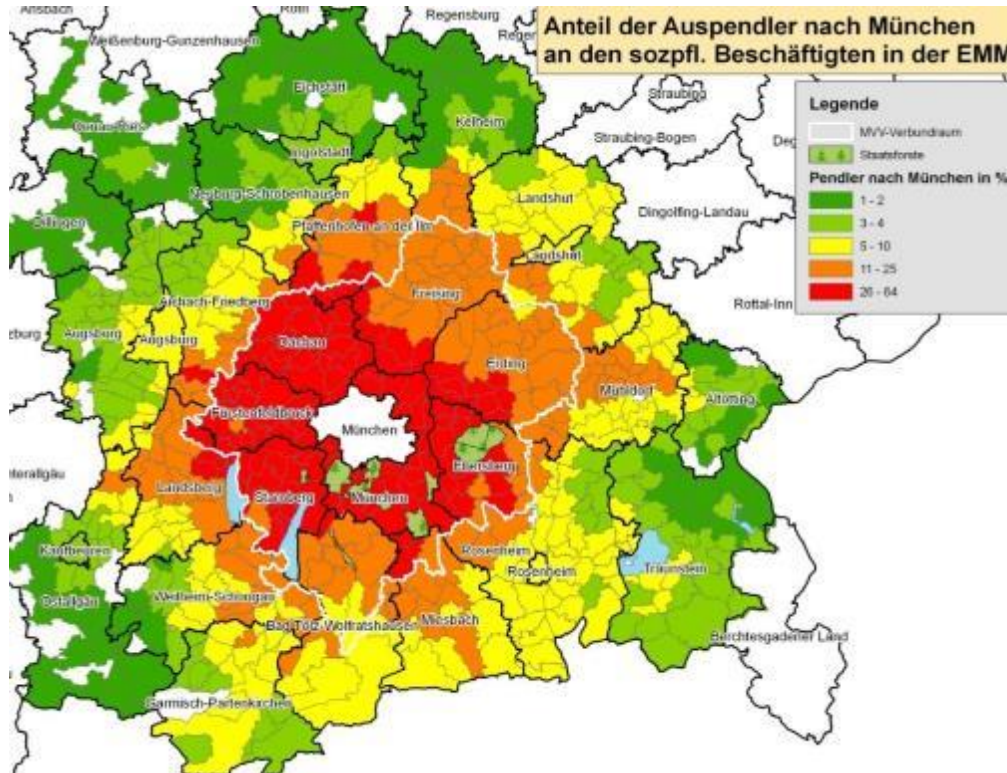 Ansbach
Roth
Regensburg
Weißenburg-Gunzenhausen
Anteil der Auspendler nach München
an den sozpfl. Beschäftigten in der EMM
Legende
MVV-Verbundraum
Staatsforste
Pendler nach München in %
1 - 2
3 - 4
5 - 10
11 - 25
26 - 64
Eichstätt
Straubing
Kelheim
Straubing-Bogen
Ingolstadt
Neuburg-Schrobenhausen
Landshut
Dillingen
Dingolfing-Landau
Pfaffenhofen an der Ilm
Landshut
Freising
Rottal-Inn
Aichach-Friedberg
Augsburg
Augsburg
Dachau
Erding
Mühldorf
Altötting
Fürstenfeldbruck
München
Ebersberg
Landsberg
Starnberg
München
Kaufbeuren
Rosenheim
Rosenheim
Traunstein
Ostallgäu
Weilheim-Schongau
Bad Tölz-Wolfratshausen
Miesbach
Berchtesgadener Land
Garmisch-Partenkirchen